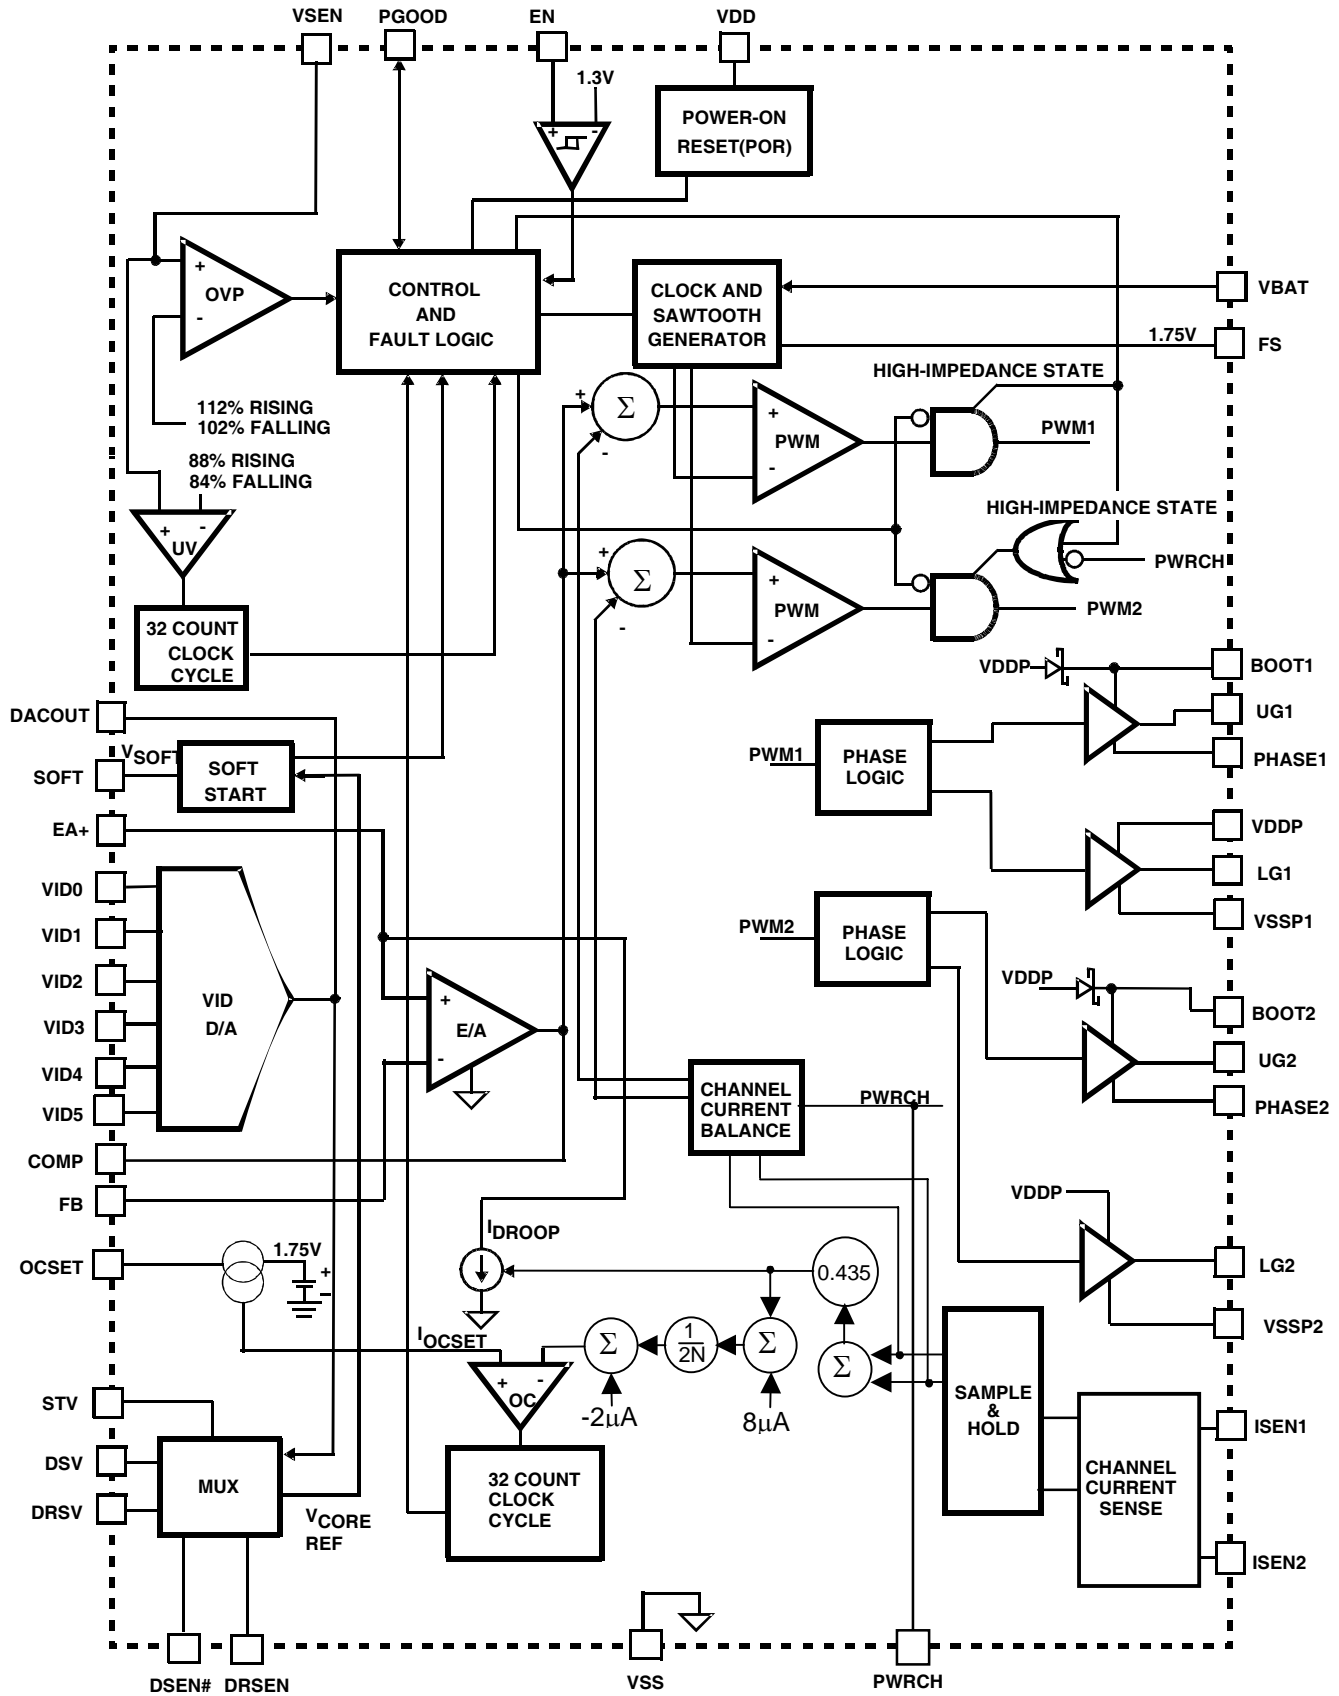 VSEN
PGOOD
EN
VDD
1.3V
+ -
POWER-ON
RESET(POR)
+
OVP
-
CONTROL
AND
FAULT LOGIC
CLOCK AND
SAWTOOTH
GENERATOR
VBAT
1.75V
FS
HIGH-IMPEDANCE STATE
112% RISING
102% FALLING
+
Σ
-
+
PWM
-
PWM1
88% RISING
84% FALLING
+ -
UV
HIGH-IMPEDANCE STATE
+
Σ
-
+
PWM
-
PWRCH
PWM2
32 COUNT
CLOCK
CYCLE
VDDP
BOOT1
DACOUT
UG1
VSOFT
SOFT
SOFT
START
PWM1
PHASE
LOGIC
PHASE1
EA+
VDDP
LG1
VID0
VID1
VID2
VID3
VID4
VID5
VID
D/A
PWM2
PHASE
LOGIC
VSSP1
VDDP
BOOT2
+
E/A
-
UG2
CHANNEL
CURRENT
BALANCE
PWRCH
PHASE2
COMP
FB
VDDP
IDROOP
OCSET
1.75V
+
-
0.435
LG2
IOCSET
Σ
1
2N
Σ
Σ
VSSP2
+ -
OC
-2µA
8µA
SAMPLE
&
HOLD
STV
DSV
DRSV
MUX
VCORE
REF
32 COUNT
CLOCK
CYCLE
CHANNEL
CURRENT
SENSE
ISEN1
ISEN2
DSEN#
DRSEN
VSS
PWRCH